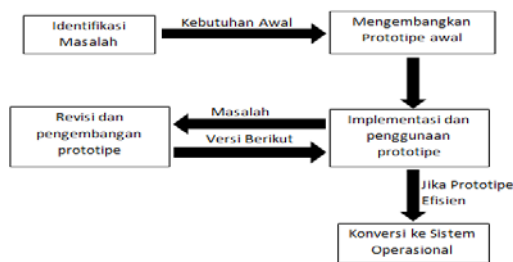 Identifikasi
Masalah
Kebutuhan Awal
Mengembangkan
Prototipe awal
Revisi dan
pengembangan
prototipe
Masalah
Versi Berikut
Implementasi dan
penggunaan
prototipe
Jika Prototipe
Efisien
Konversi ke Sistem
Operasional